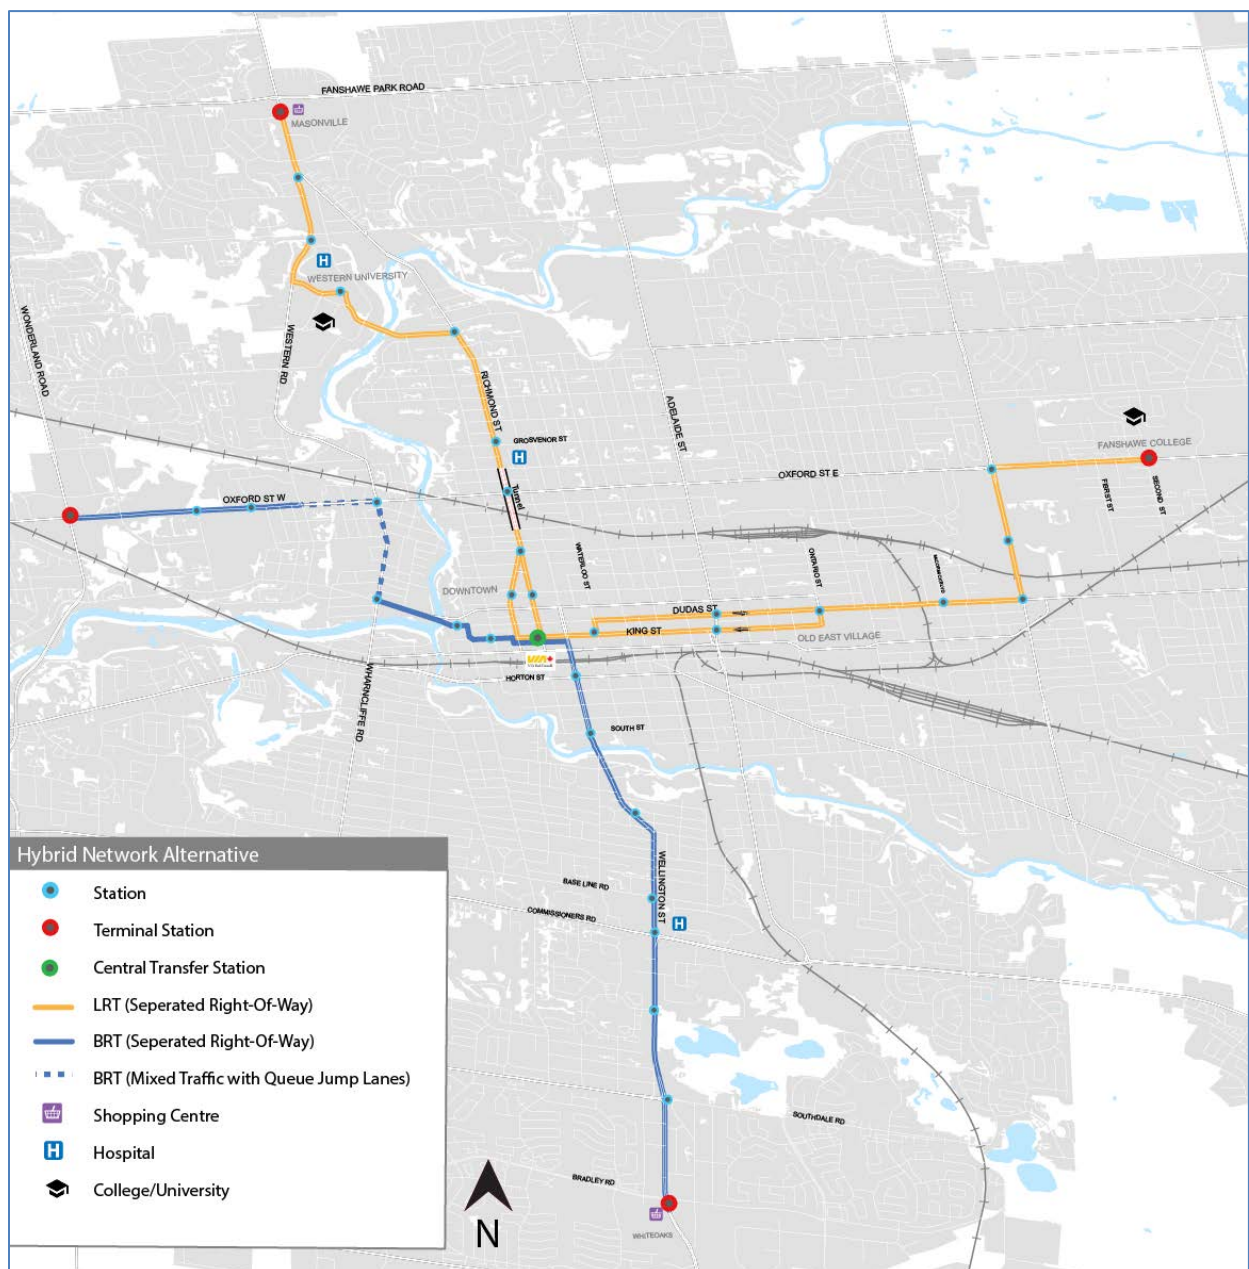 FANSHAWE PARK ROAD
MASONVILLE
H
WESTERN UNIVERSITY
WONDERLAND ROAD
WESTERN RD
RICHMOND ST
ADELAIDE ST
GROSVENOR ST
H
FANSHAWE COLLEGE
OXFORD ST E
OXFORD ST W
Tunnel
FIRST ST
SECOND ST
WATERLOO ST
ONTARIO ST
DOWNTOWN
DUDAS ST
KING ST
OLD EAST VILLAGE
VIA
HORTON ST
WHARNCLIFFE RD
SOUTH ST
WELLINGTON ST
BASE LINE RD
COMMISSIONERS RD
H
SOUTHDALE RD
BRADLEY RD
WHITEOAKS
N
Hybrid Network Alternative
Station
Terminal Station
Central Transfer Station
LRT (Seperated Right-Of-Way)
BRT (Seperated Right-Of-Way)
BRT (Mixed Traffic with Queue Jump Lanes)
Shopping Centre
H Hospital
College/University